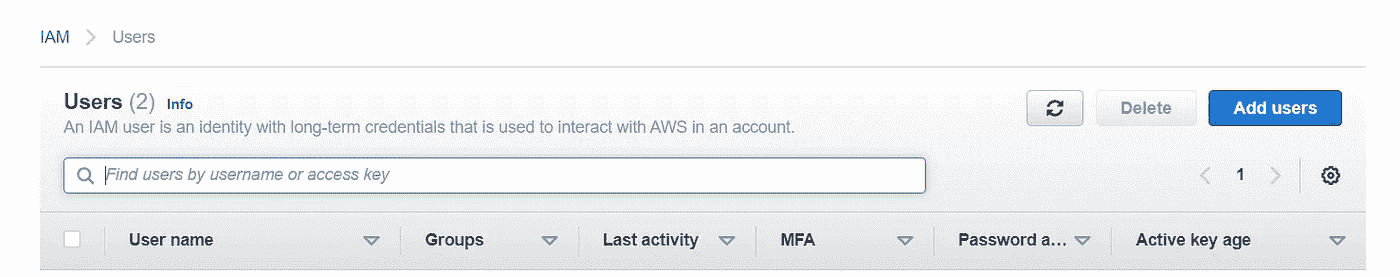 IAM > Users
Users (2) Info
Delete
Add users
An IAM user is an identity with long-term credentials that is used to interact with AWS in an account.
Find users by username or access key
1
User name Groups Last activity MFA Password a... Active key age